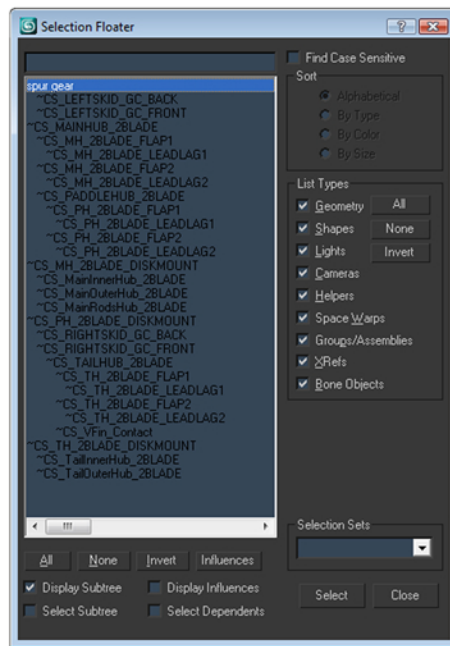 Selection Floater
Find Case Sensitive
spur gear
~CS_LEFTSKID_GC_BACK
~CS_LEFTSKID_GC_FRONT
~CS_MAINHUB_2BLADE
~CS_MH_2BLADE_FLAP1
~CS_MH_2BLADE_LEADLAG1
~CS_MH_2BLADE_FLAP2
~CS_MH_2BLADE_LEADLAG2
~CS_PADDLEHUB_2BLADE
~CS_PH_2BLADE_FLAP1
~CS_PH_2BLADE_LEADLAG1
~CS_PH_2BLADE_FLAP2
~CS_PH_2BLADE_LEADLAG2
~CS_MH_2BLADE_DISKMOUNT
~CS_MainInnerHub_2BLADE
~CS_MainOuterHub_2BLADE
~CS_MainRodsHub_2BLADE
~CS_PH_2BLADE_DISKMOUNT
~CS_RIGHTSKID_GC_BACK
~CS_RIGHTSKID_GC_FRONT
~CS_TAILHUB_2BLADE
~CS_TH_2BLADE_FLAP1
~CS_TH_2BLADE_LEADLAG1
~CS_TH_2BLADE_FLAP2
~CS_TH_2BLADE_LEADLAG2
~CS_VFin_Contact
~CS_TH_2BLADE_DISKMOUNT
~CS_TailInnerHub_2BLADE
~CS_TailOuterHub_2BLADE
Sort
Alphabetical
By Type
By Color
By Size
List Types
Geometry All
Shapes None
Lights Invert
Cameras
Helpers
Space Warps
Groups/Assemblies
XRefs
Bone Objects
Selection Sets
All None Invert Influences
Display Subtree Display Influences
Select Subtree Select Dependents
Select Close